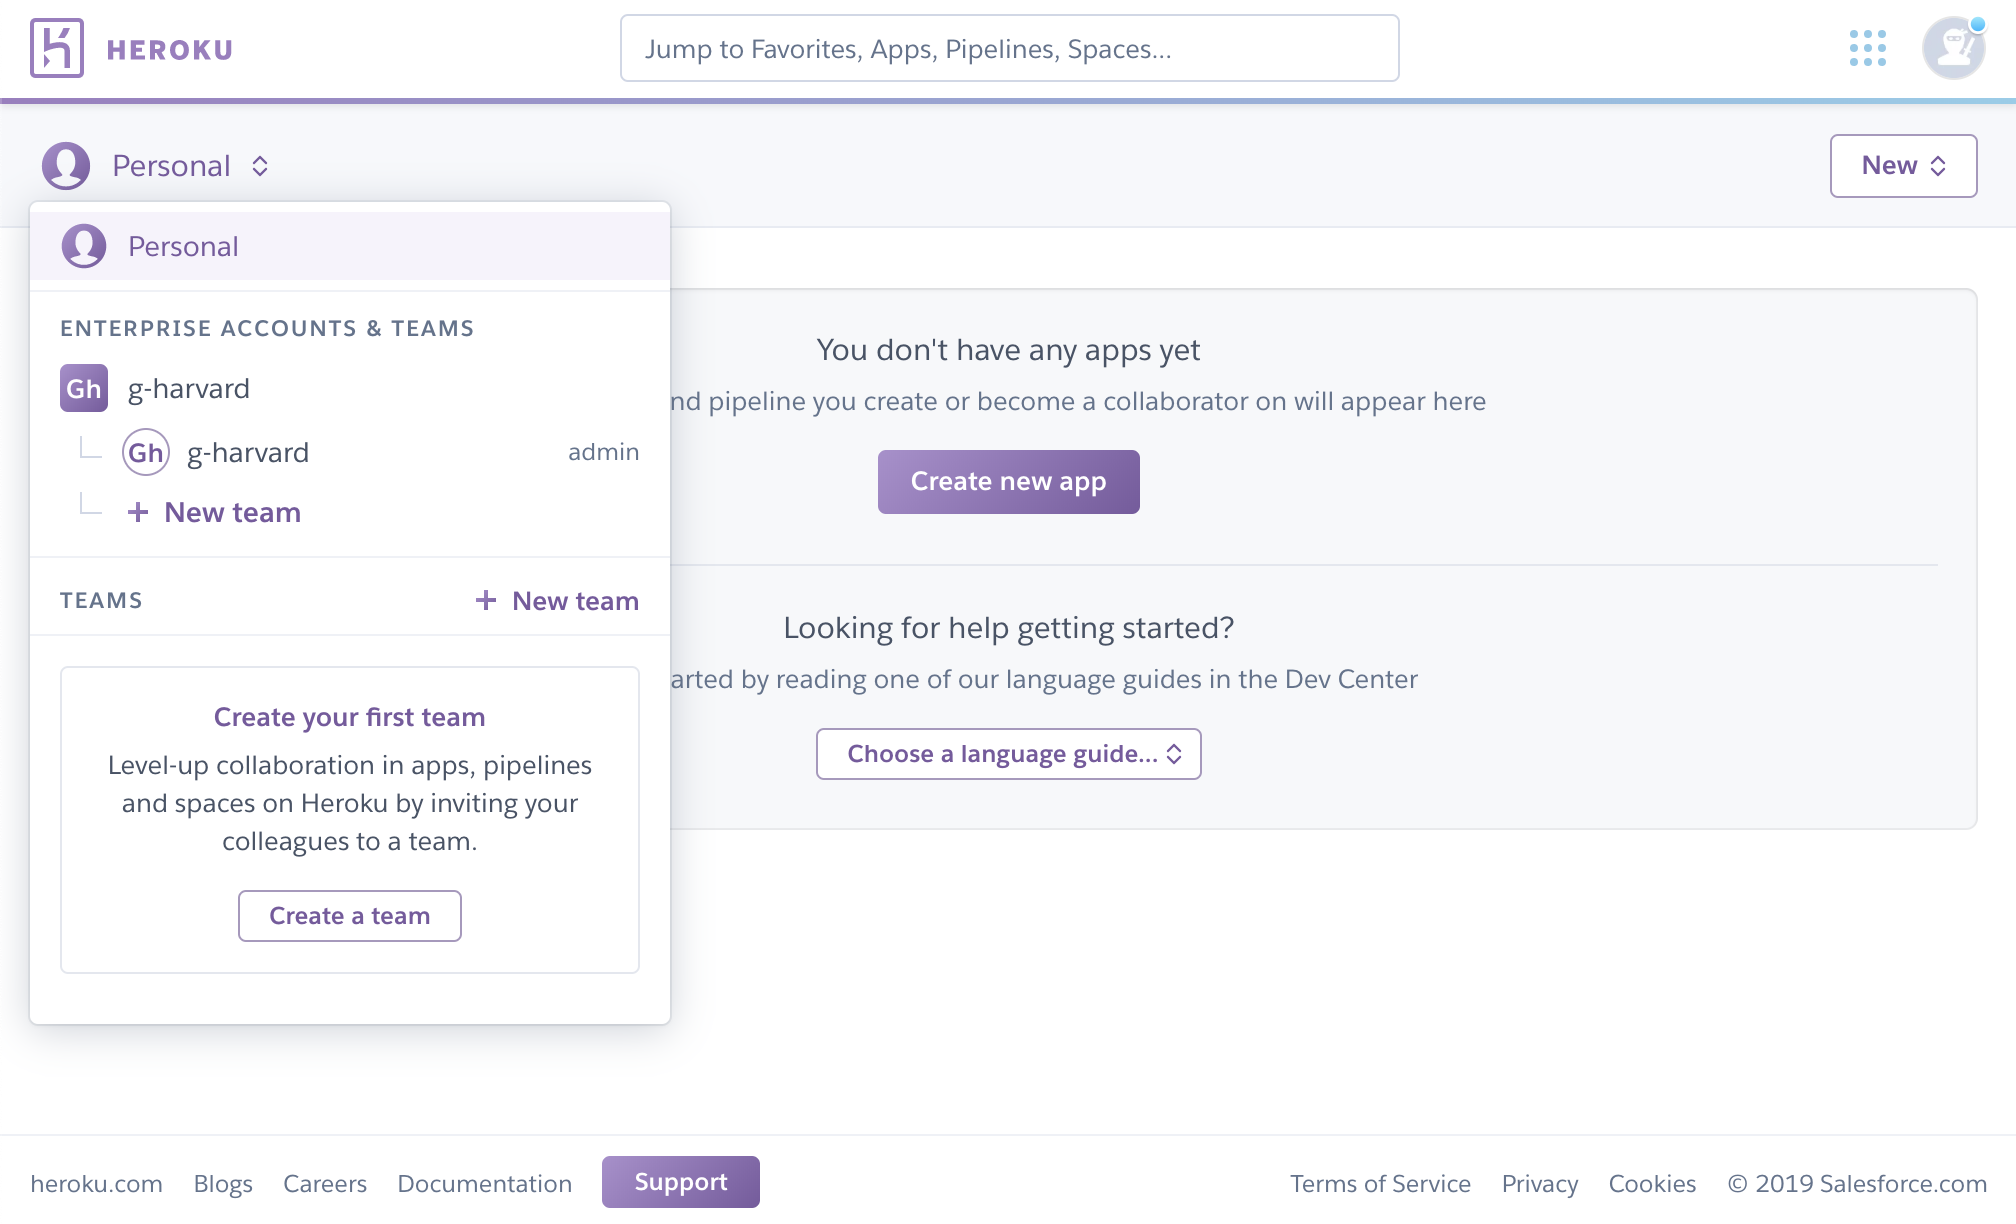 HEROKU
Jump to Favorites, Apps, Pipelines, Spaces...
Personal
New
Personal
ENTERPRISE ACCOUNTS & TEAMS
Gh g-harvard
Gh g-harvard admin
+ New team
TEAMS + New team
Create your first team
Level-up collaboration in apps, pipelines
and spaces on Heroku by inviting your
colleagues to a team.
Create a team
You don't have any apps yet
pipeline you create or become a collaborator on will appear here
Create new app
Looking for help getting started?
by reading one of our language guides in the Dev Center
Choose a language guide...
heroku.com Blogs Careers Documentation Support Terms of Service Privacy Cookies © 2019 Salesforce.com